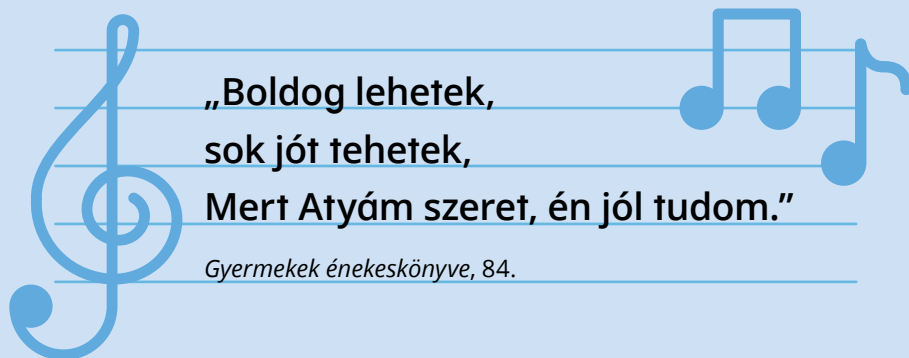 „Boldog lehetek,
sok jót tehetek,
Mert Atyám szeret, én jól tudom.”
Gyermekek énekeskönyve, 84.